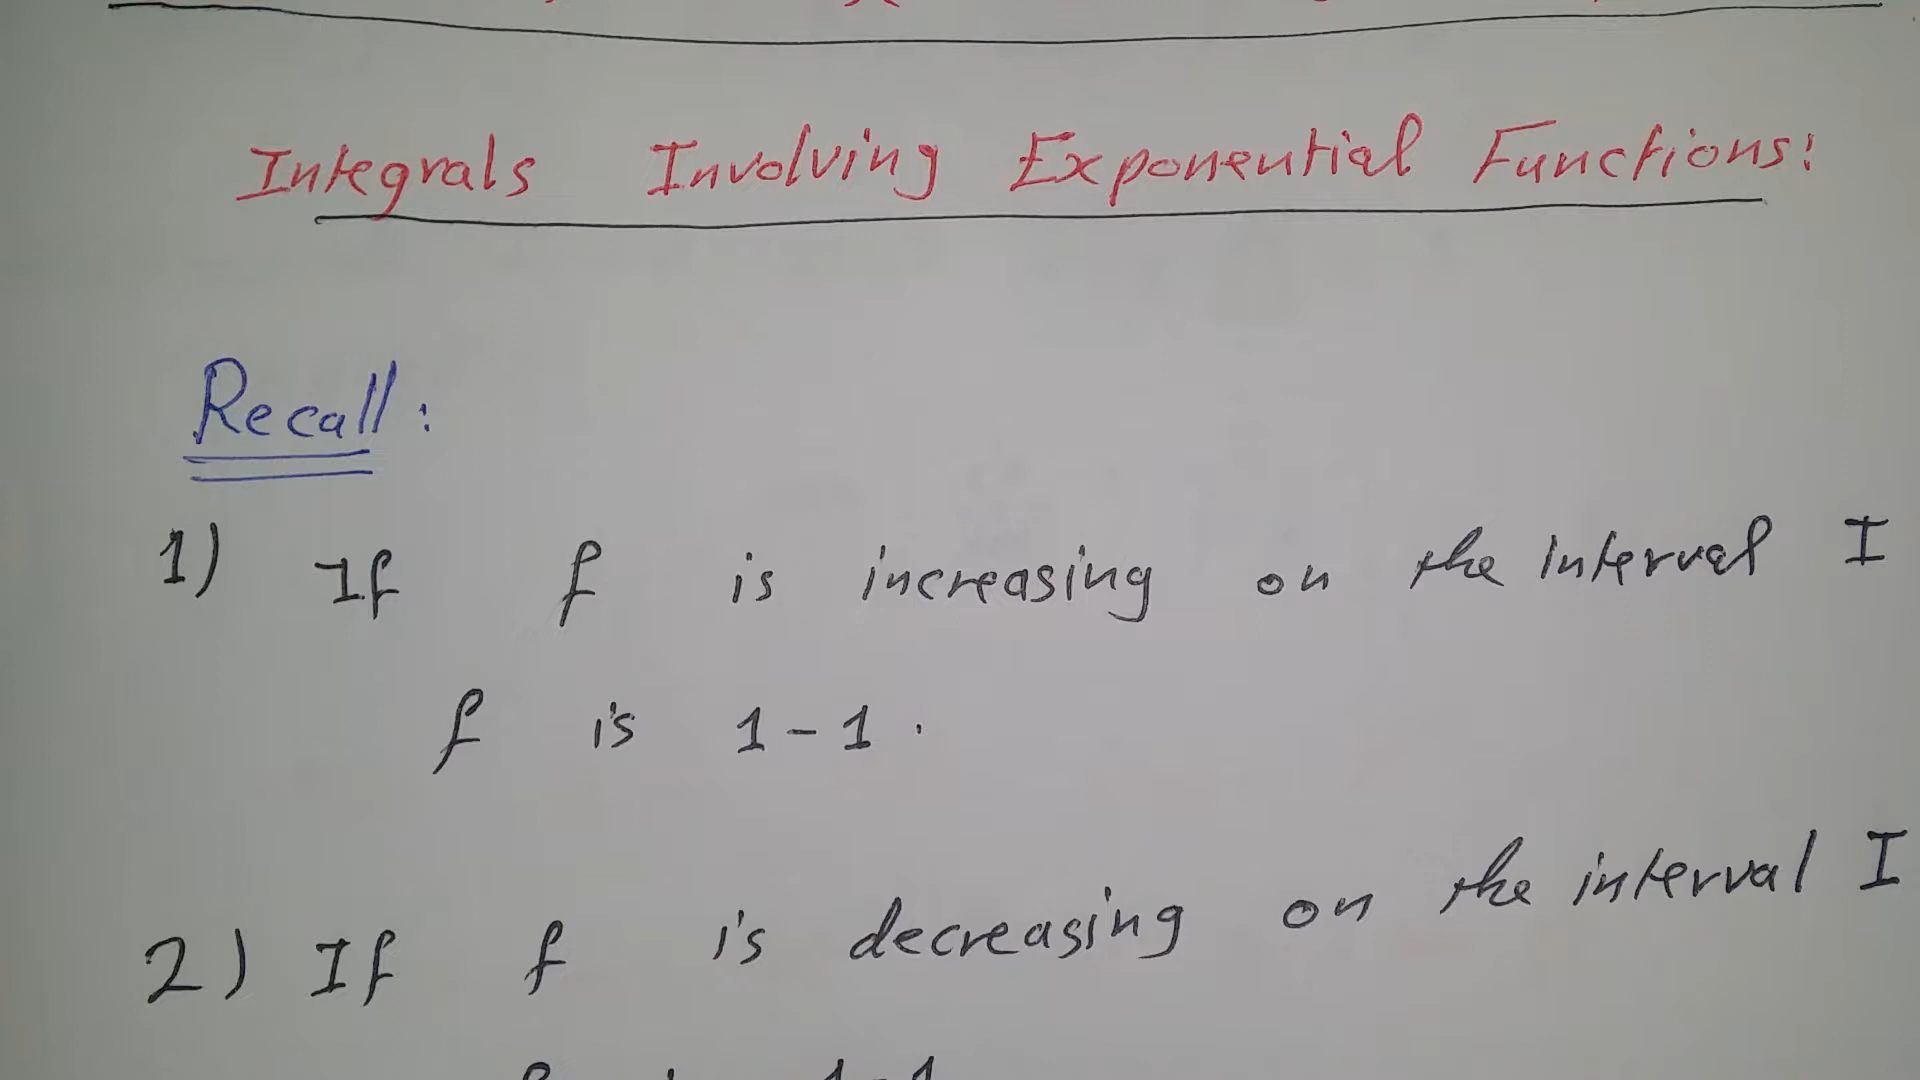 Integrals Involving Exponential Functions:
Recall:
1) If f is increasing on the interval I
f is 1-1.
2) If f is decreasing on the interval I